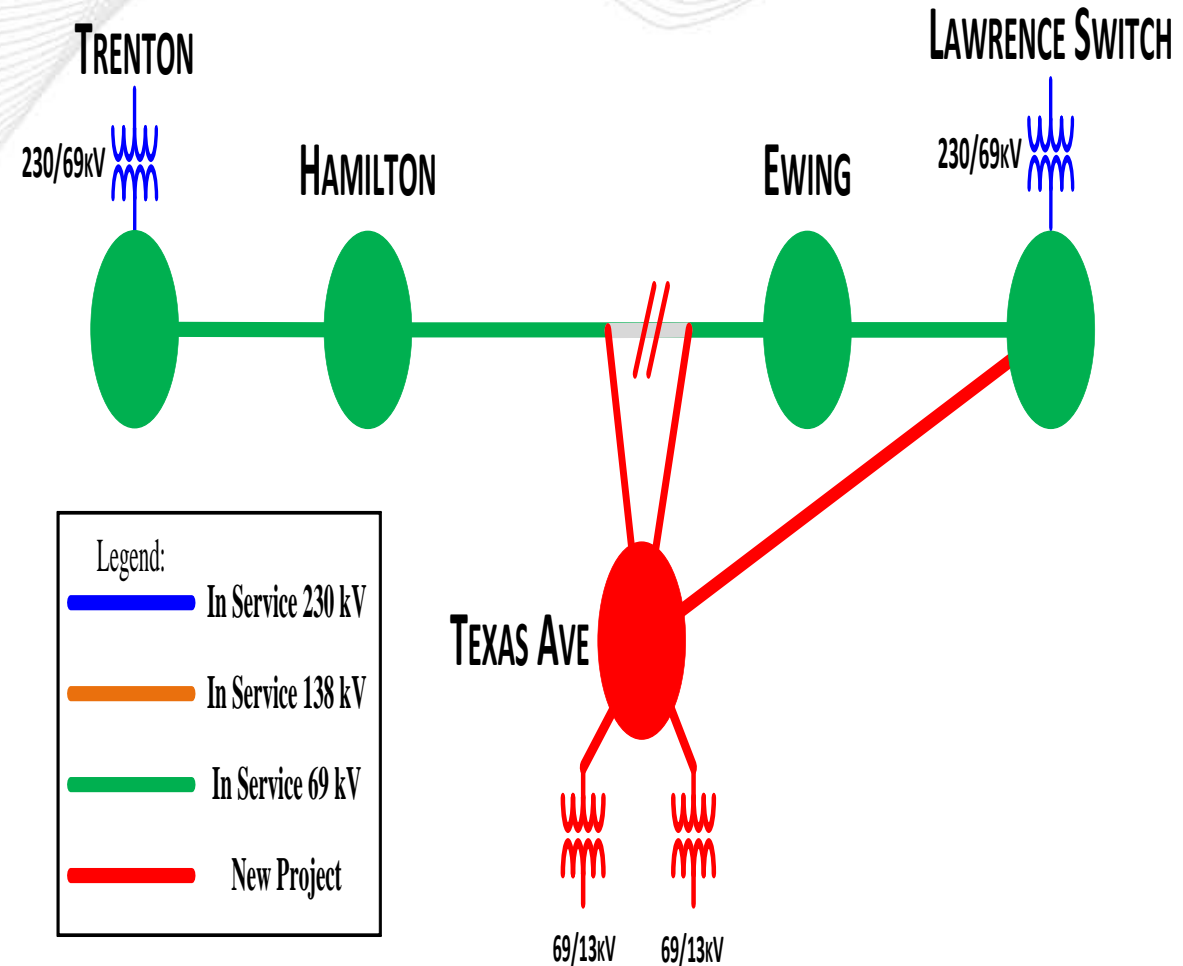 LAWRENCE SWITCH
TRENTON
230/69KV
230/69KV
HAMILTON
EWING
Legend:
In Service 230 kV
In Service 138 kV
In Service 69 kV
New Project
TEXAS AVE
69/13KV
69/13KV